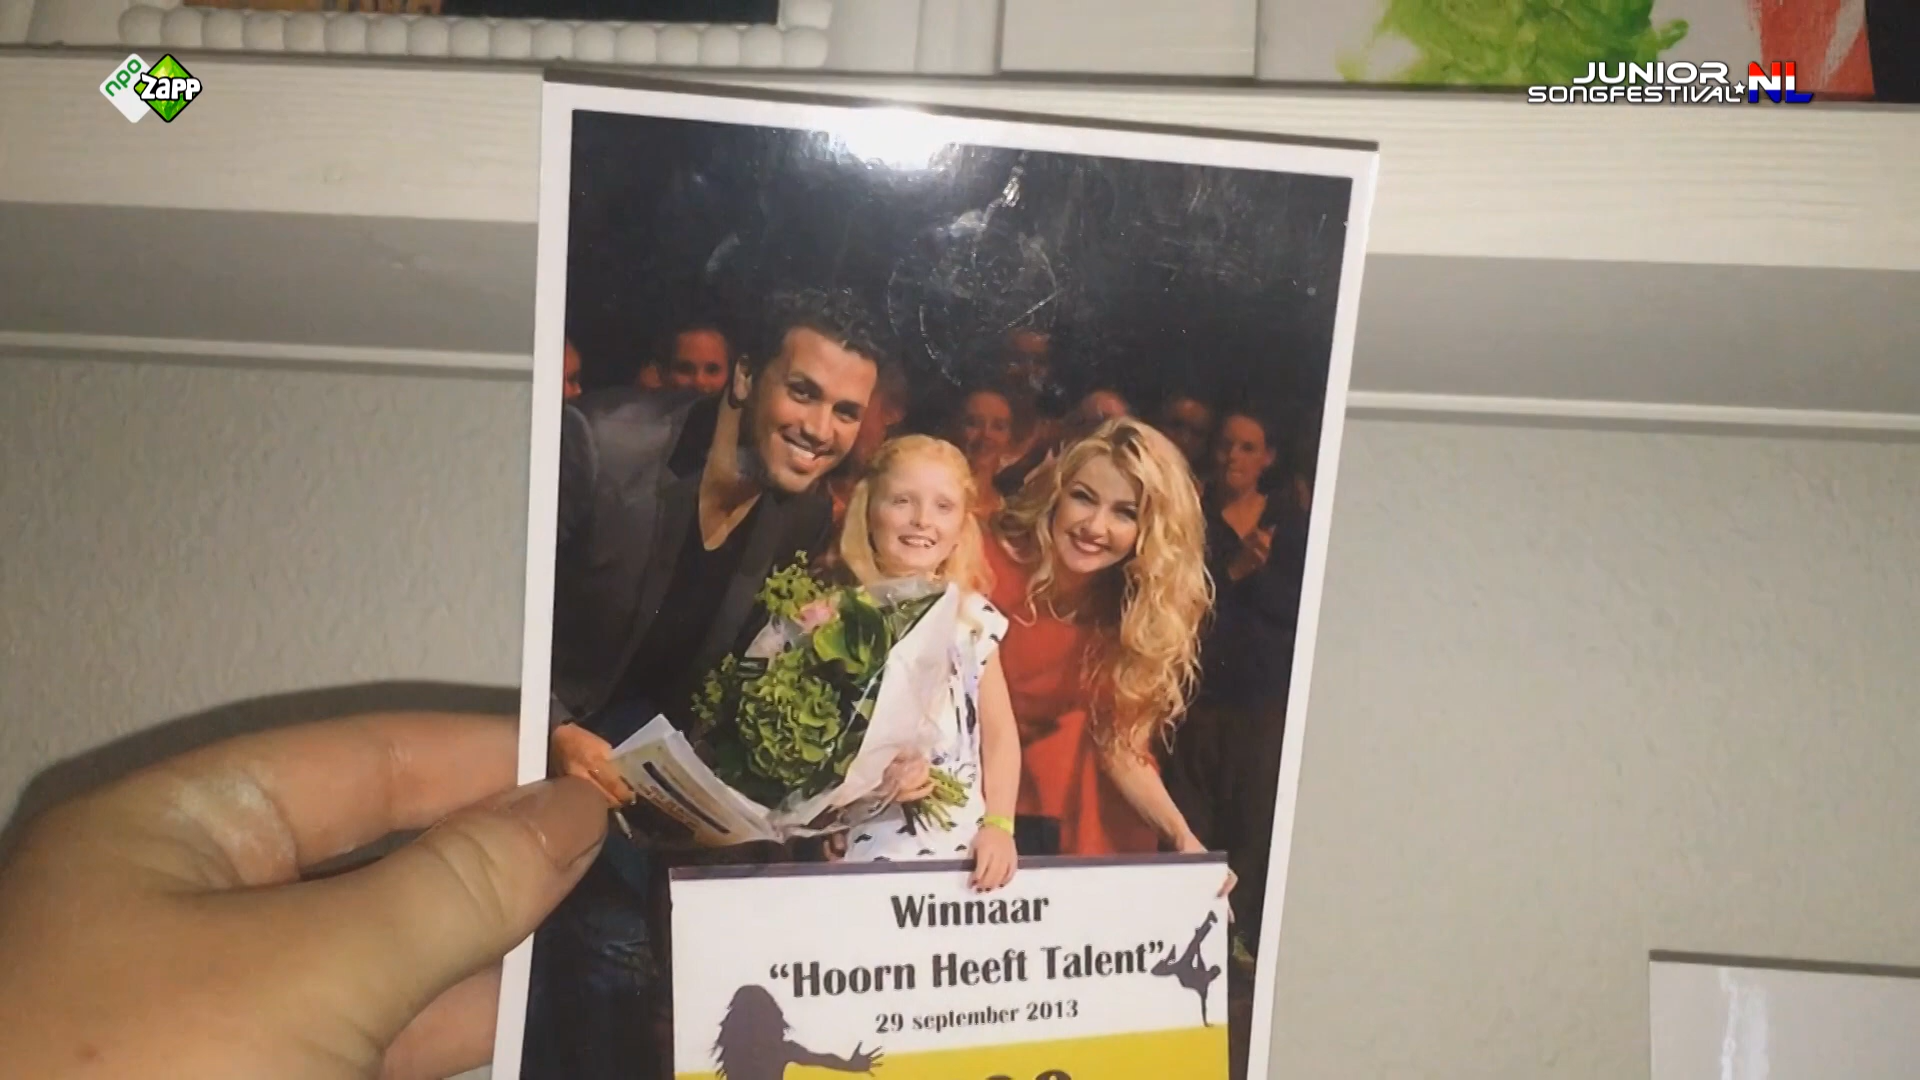 npo
Zapp
JUNIOR
SONGFESTIVAL
NL
Winnaar
“Hoorn Heeft Talent”
29 september 2013